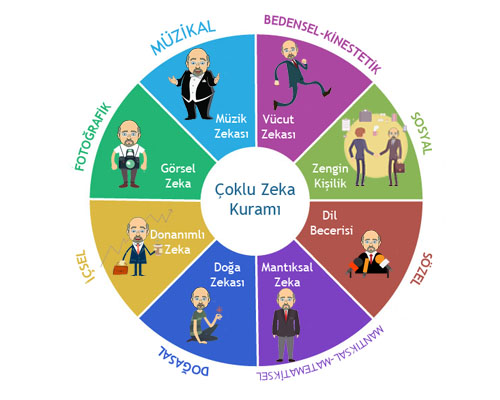 MÜZİKAL
BEDENSEL-KİNESTETİK
SOSYAL
SÖZEL
MANTIKSAL-MATEMATİKSEL
DOĞASAL
İÇSEL
FOTOĞRAFİK
Müzik
Zekası
Vücut
Zekası
Zengin
Kişilik
Dil
Becerisi
Mantıksal
Zeka
Doğa
Zekası
Donanımlı
Zeka
Görsel
Zeka
Çoklu Zeka
Kuramı